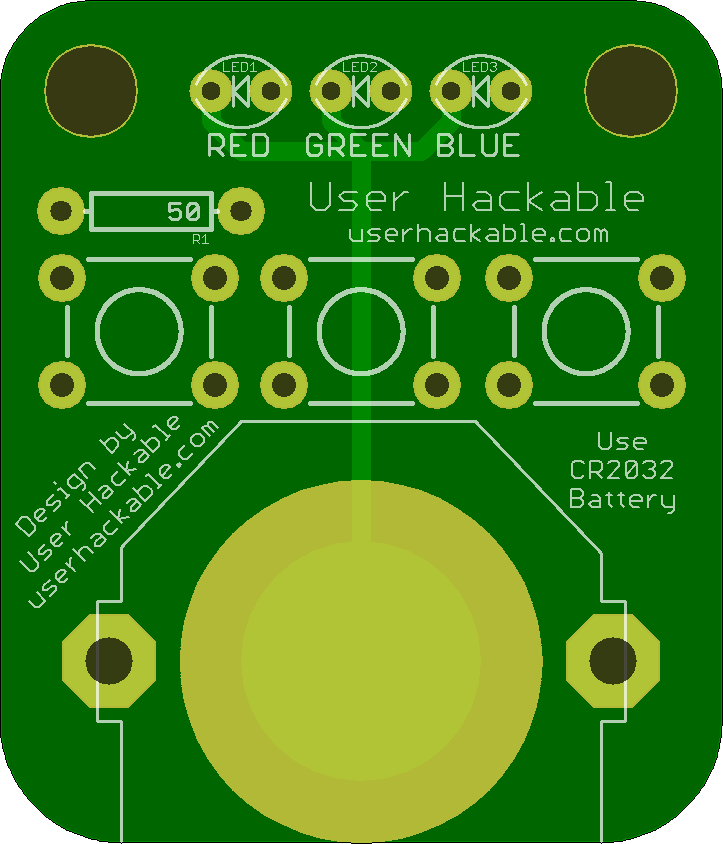 LED1 LED2 LED3
RED GREEN BLUE
User Hackable
userhackable.com
50
R1
Design by
User Hackable
userhackable.com
Use
CR2032
Battery